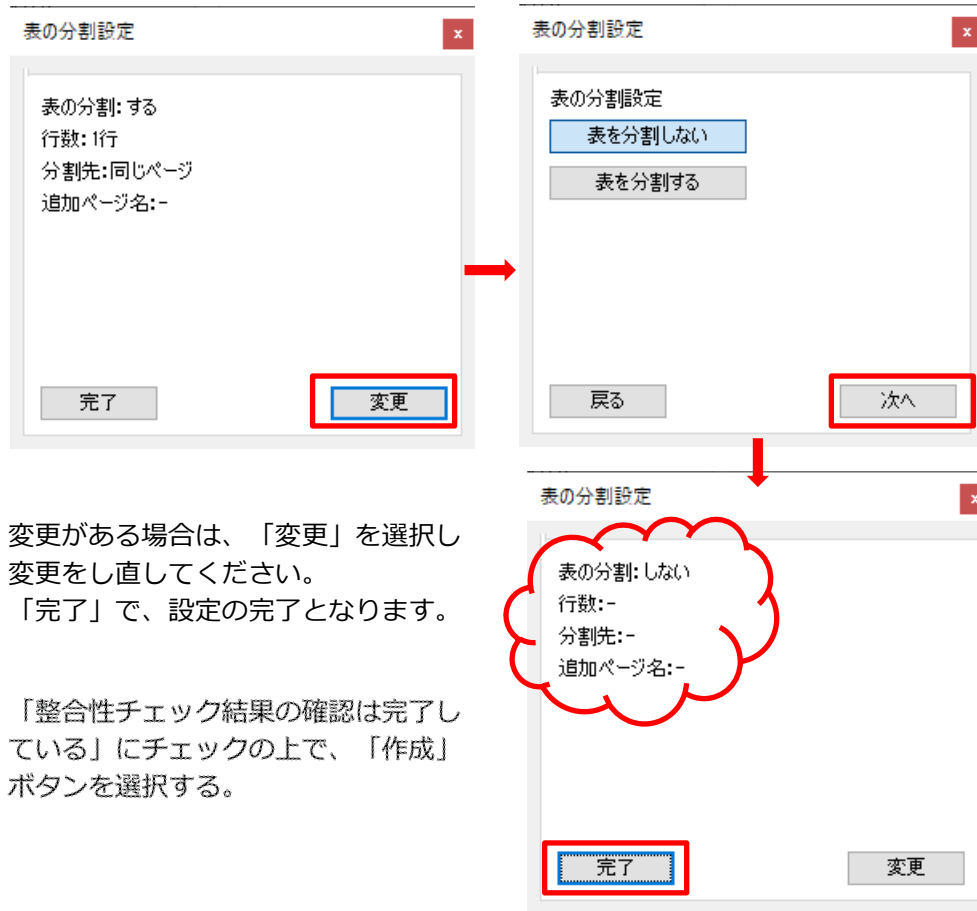 表の分割設定
x
表の分割: する
行数: 1行
分割先:同じページ
追加ページ名:-
完了
変更
表の分割設定
x
表の分割設定
表を分割しない
表を分割する
戻る
次へ
変更がある場合は、「変更」を選択し
変更をし直してください。
「完了」で、設定の完了となります。
「整合性チェック結果の確認は完了し
ている」にチェックの上で、「作成」
ボタンを選択する。
表の分割設定
x
表の分割: しない
行数:-
分割先:-
追加ページ名:-
完了
変更